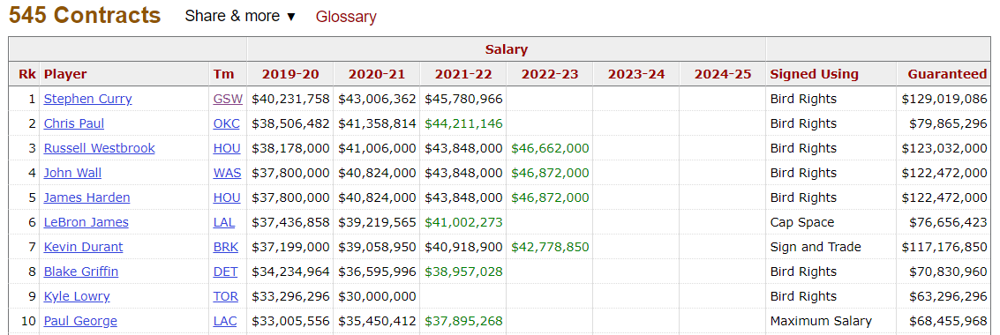 545 Contracts Share & more ▼ Glossary
Salary
Rk Player Tm 2019-20 2020-21 2021-22 2022-23 2023-24 2024-25 Signed Using Guaranteed
1 Stephen Curry GSW $40,231,758 $43,006,362 $45,780,966 Bird Rights $129,019,086
2 Chris Paul OKC $38,506,482 $41,358,814 $44,211,146 Bird Rights $79,865,296
3 Russell Westbrook HOU $38,178,000 $41,006,000 $43,848,000 $46,662,000 Bird Rights $123,032,000
4 John Wall WAS $37,800,000 $40,824,000 $43,848,000 $46,872,000 Bird Rights $122,472,000
5 James Harden HOU $37,800,000 $40,824,000 $43,848,000 $46,872,000 Bird Rights $122,472,000
6 LeBron James LAL $37,436,858 $39,219,565 $41,002,273 Cap Space $76,656,423
7 Kevin Durant BRK $37,199,000 $39,058,950 $40,918,900 $42,778,850 Sign and Trade $117,176,850
8 Blake Griffin DET $34,234,964 $36,595,996 $38,957,028 Bird Rights $70,830,960
9 Kyle Lowry TOR $33,296,296 $30,000,000 Bird Rights $63,296,296
10 Paul George LAC $33,005,556 $35,450,412 $37,895,268 Maximum Salary $68,455,968